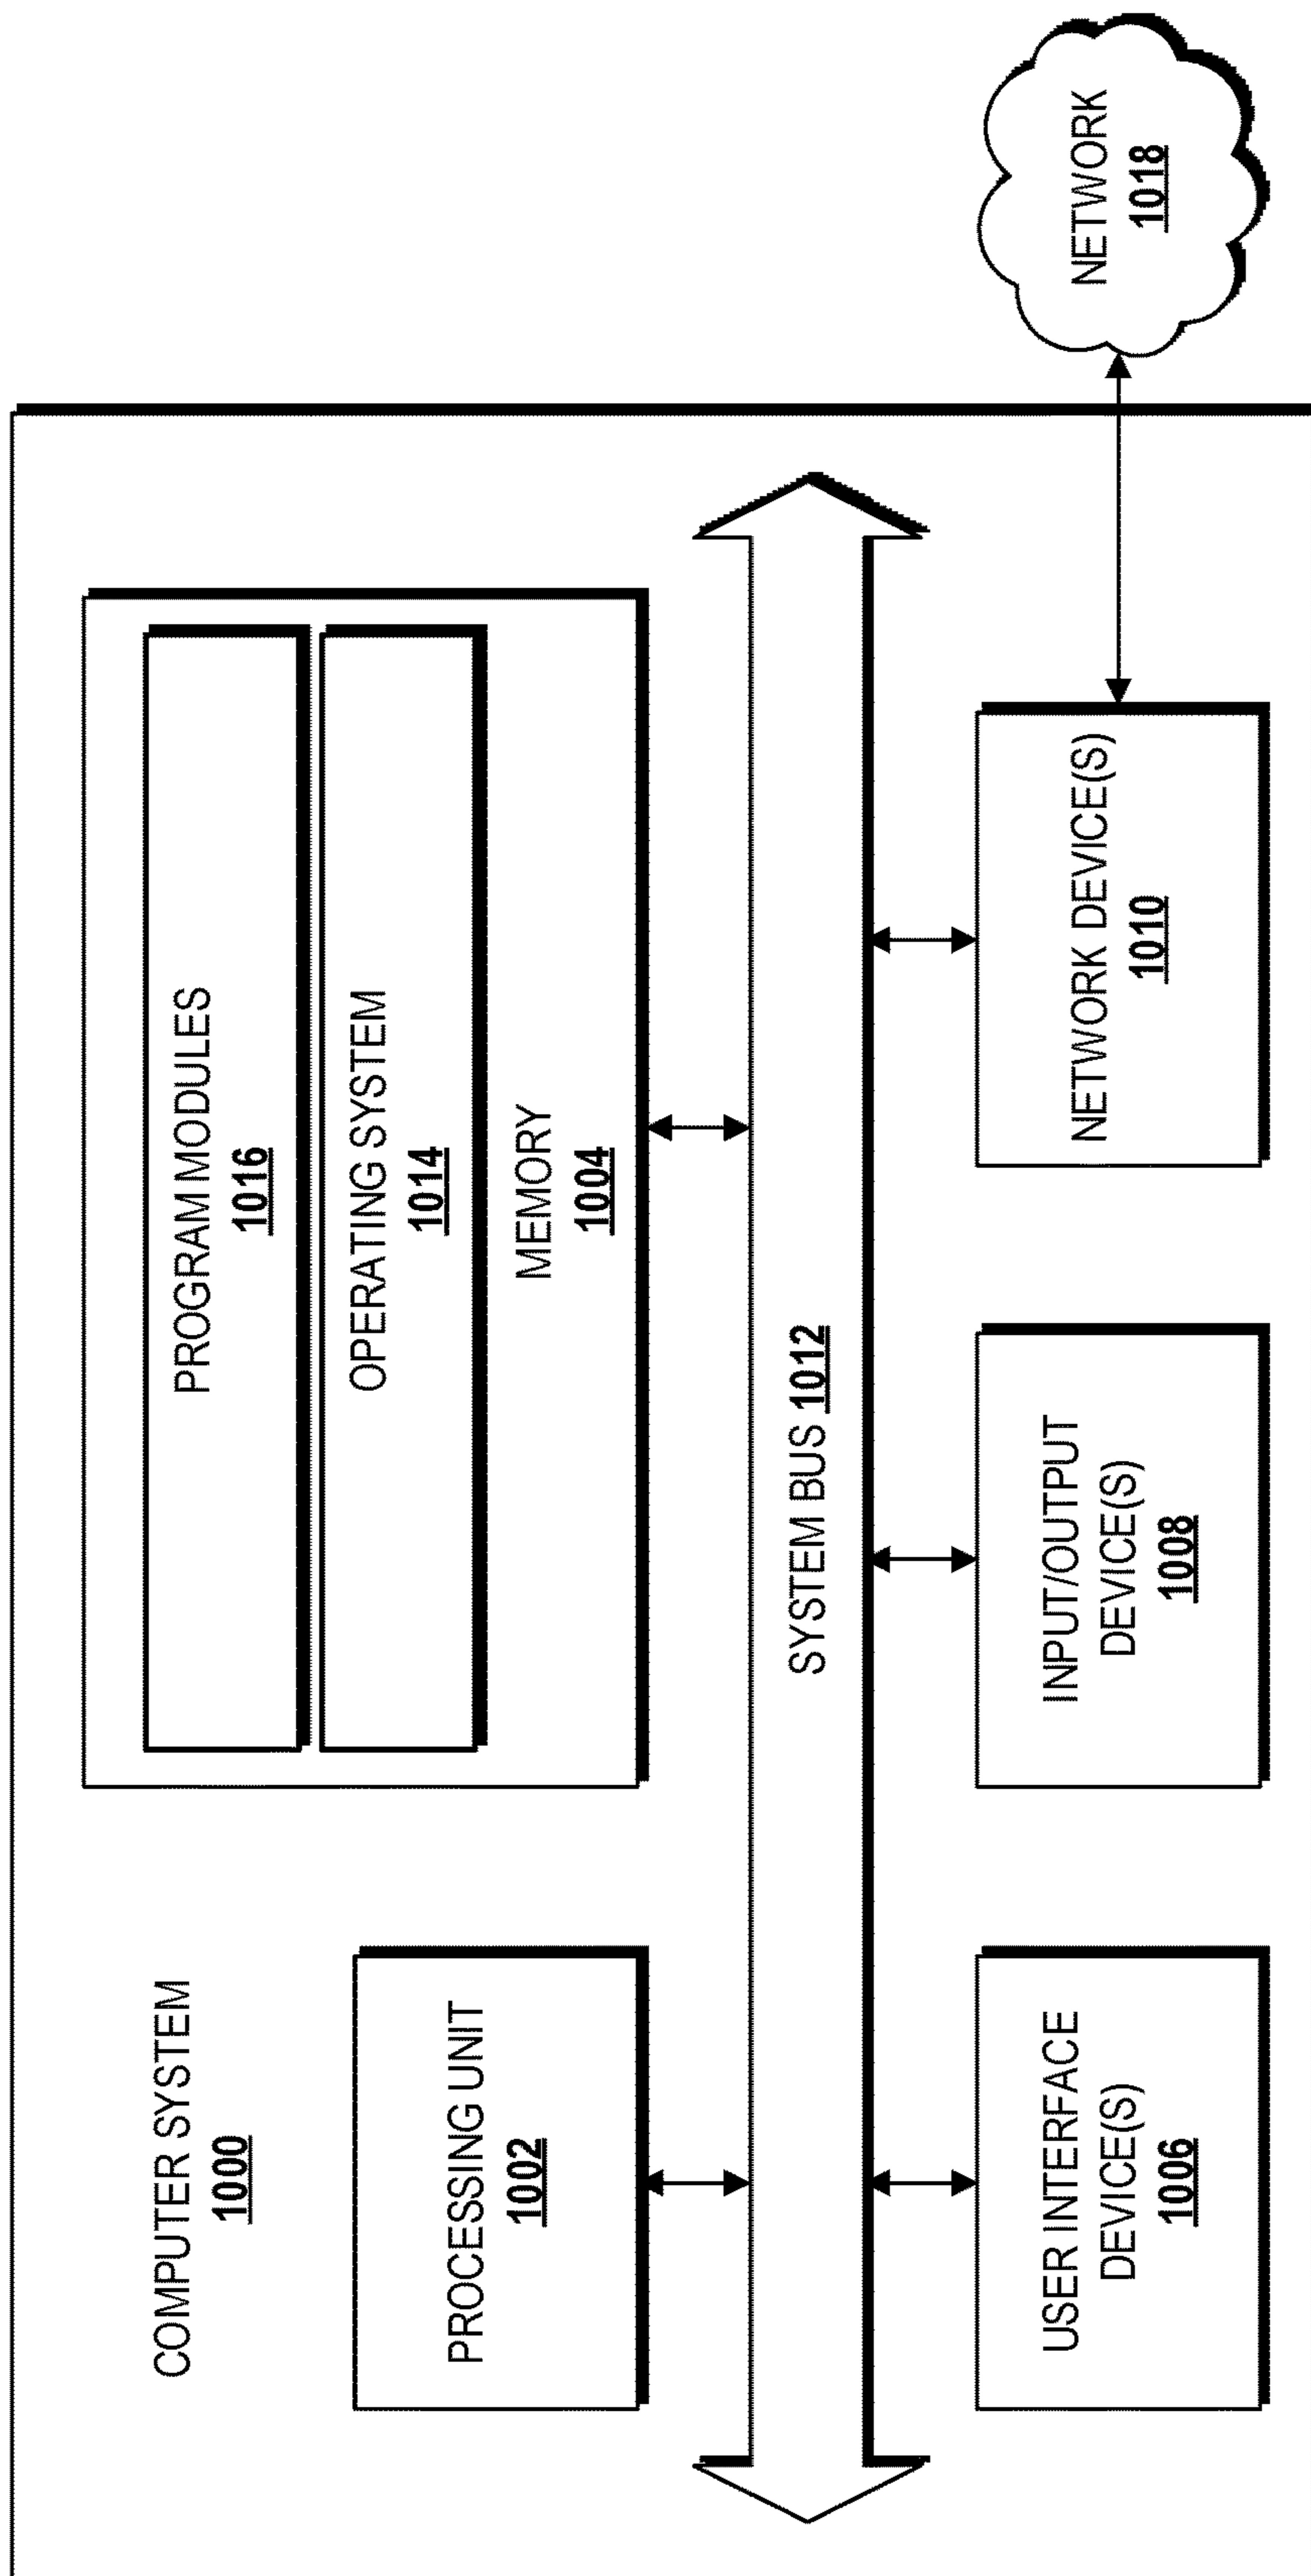 COMPUTER SYSTEM
1000
PROCESSING UNIT
1002
PROGRAM MODULES
1016
OPERATING SYSTEM
1014
MEMORY
1004
SYSTEM BUS 1012
USER INTERFACE
DEVICE(S)
1006
INPUT/OUTPUT
DEVICE(S)
1008
NETWORK DEVICE(S)
1010
NETWORK
1018